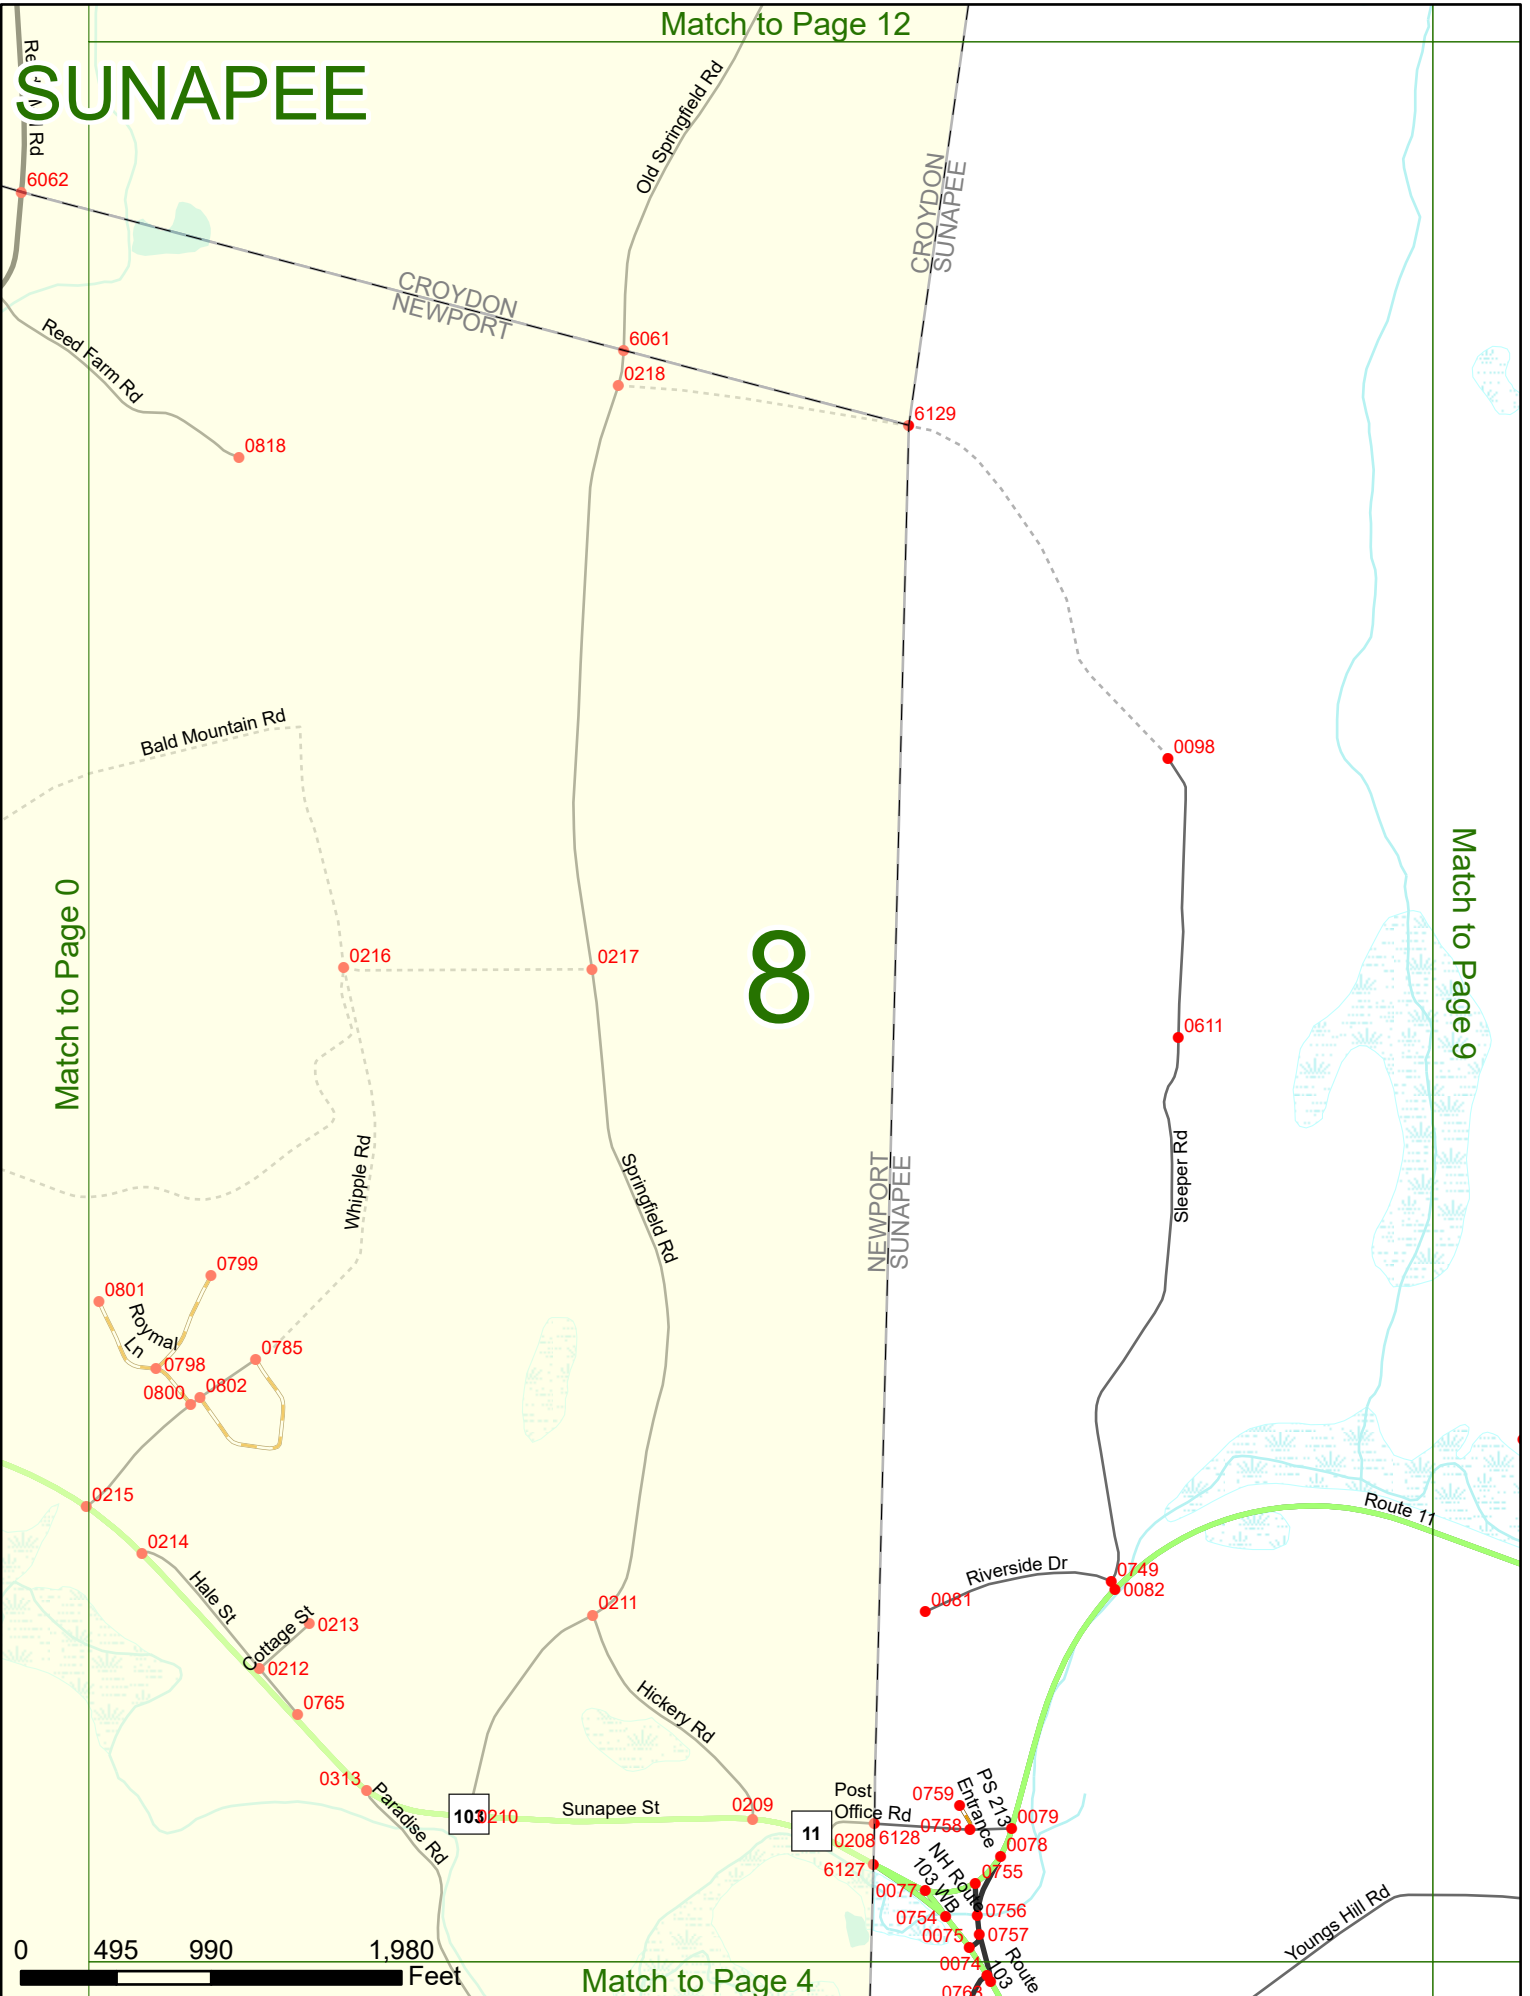 Match to Page 12
SUNAPEE
Rd
Old Springfield Rd
CROYDON
SUNAPEE
6062
CROYDON
NEWPORT
Reed Farm Rd
6061
0218
6129
0818
Bald Mountain Rd
0098
Match to Page 0
Match to Page 9
8
0216
0217
0611
Whipple Rd
Springfield Rd
NEWPORT
SUNAPEE
Sleeper Rd
0799
0801
Roymal
Ln
0785
0798
0802
0800
0215
Route 11
0214
Hale St
Riverside Dr
0749
0082
0081
0211
Cottage St
0213
0212
0765
Hickery Rd
0313
Paradise Rd
103
0210
Sunapee St
0209
Post
Office Rd
11
0208
6128
6127
0759
PS 213
Entrance
0758
0079
0078
NH Route
103 WB
0755
0077
0754
0756
0757
0075
0074
Route
103
Youngs Hill Rd
0 495 990 1,980
Feet
Match to Page 4